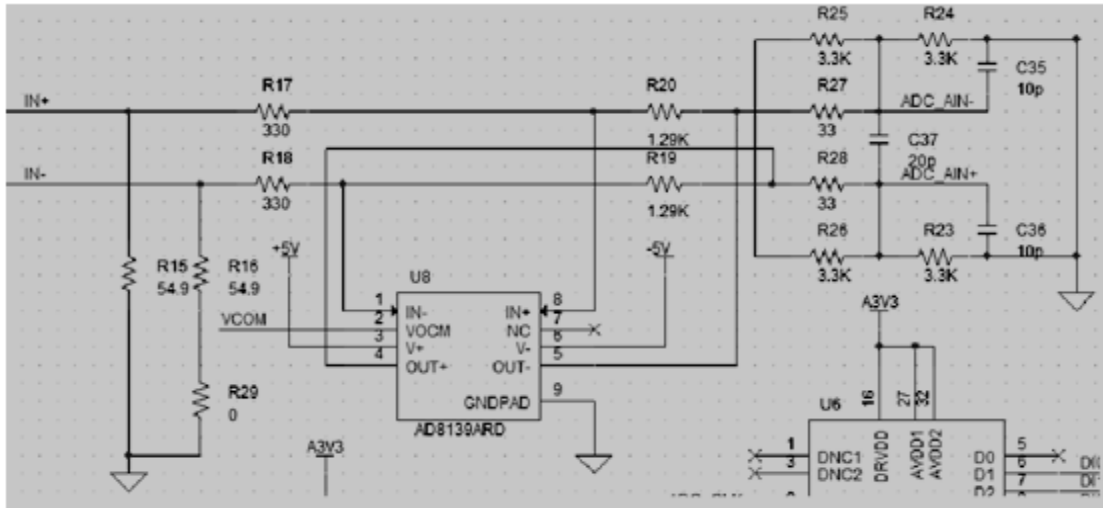 R25 R24
3.3K 3.3K
C35
10p
R17 R20 R27
IN+ ADC_AIN-
330 1.29K 33
C37
20p
R18 R19 R28
IN- ADC_AIN+
330 1.29K 33
R26 R23 C36
3.3K 3.3K 10p
+5V -5V
R15 R16
54.9 54.9
U8
A3V3
1 IN- IN+ 8
VCOM 2 VOCM NC 7
3 V+ V- 6
4 OUT+ OUT- 5
R29
0
GNDPAD 9
AD8139ARD
U6
16 27 32
DRVDD AVDD1 AVDD2
A3V3
1 DNC1 D0 5
3 DNC2 D1 6
D2 7